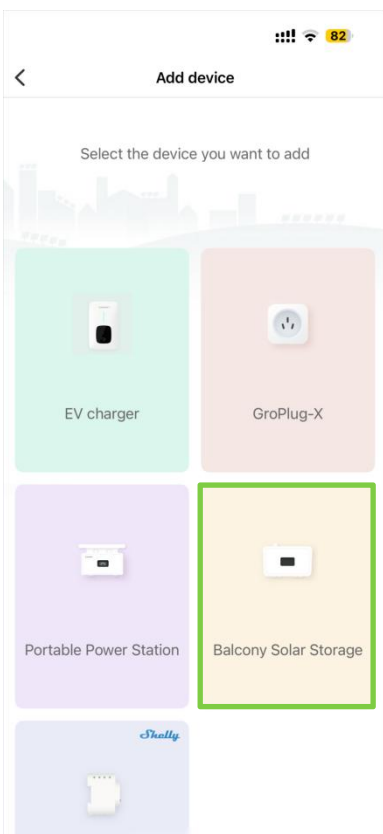 82
Add device
Select the device you want to add
EV charger
GroPlug-X
Portable Power Station
Balcony Solar Storage
Shelly